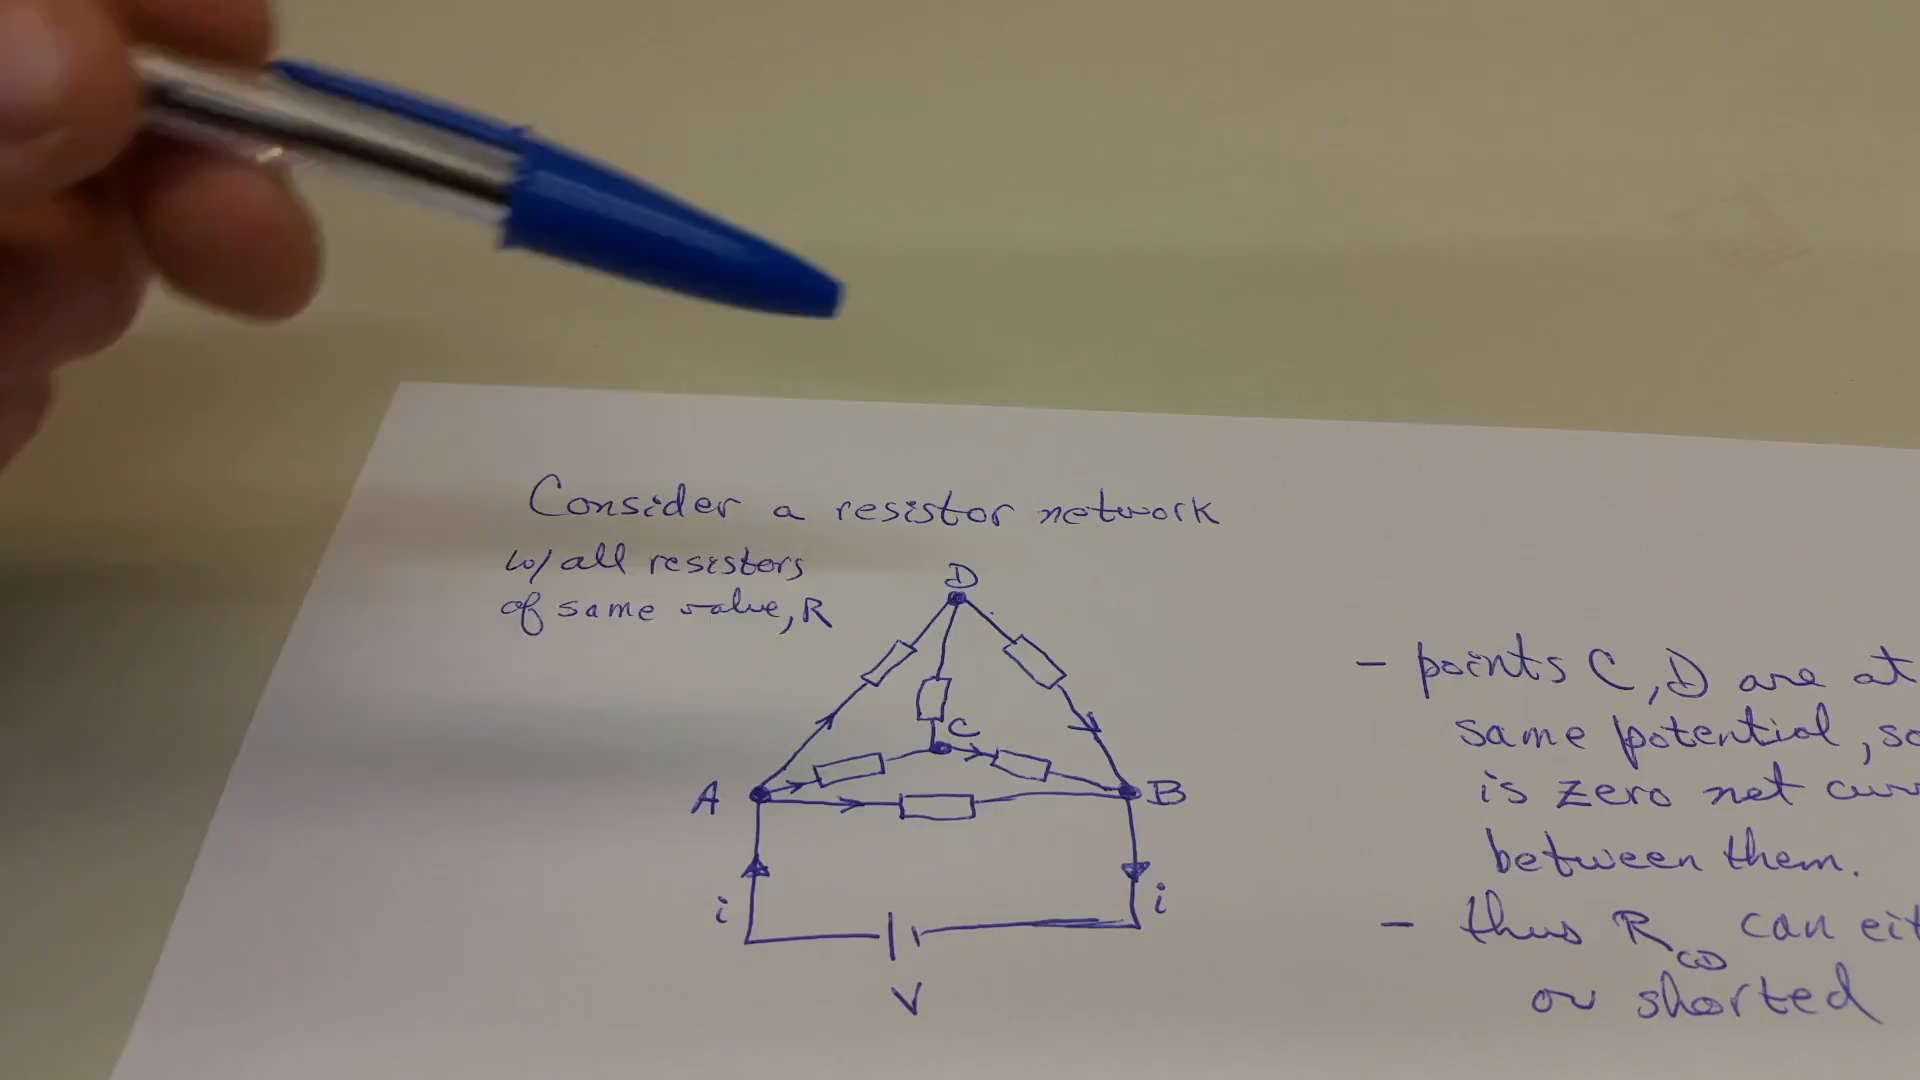 Consider a resistor network
w/ all resistors
of same value, R
D
C
A
B
i
i
V
- points C, D are at
same potential, so
is zero net
between them.
- thus R_CD can
or shorted